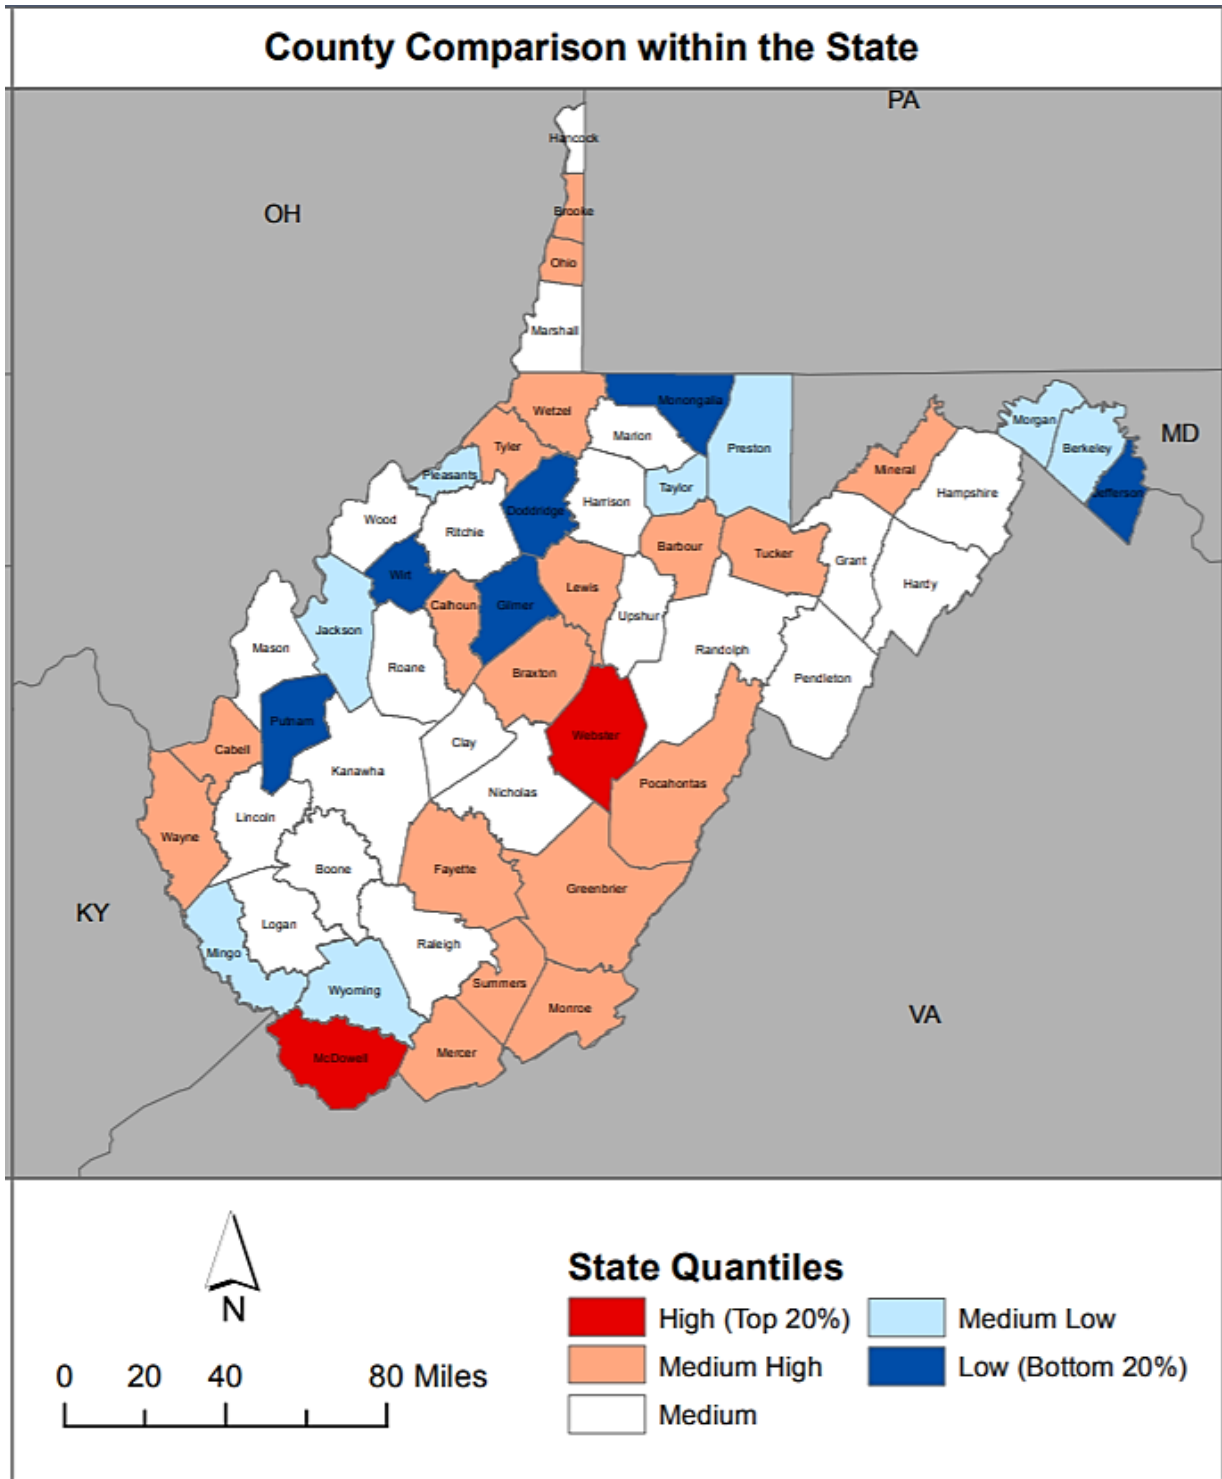 County Comparison within the State
PA
Hancock
OH
Brooke
Ohio
Marshall
Monongalia
Wetzel
Morgan
MD
Marion
Tyler
Preston
Berkeley
Mineral
Pleasants
Taylor
Hampshire
Jefferson
Harrison
Doddridge
Wood
Ritchie
Barbour
Tucker
Grant
Wirt
Hardy
Lewis
Calhoun
Gilmer
Upshur
Jackson
Mason
Randolph
Roane
Braxton
Pendleton
Putnam
Webster
Clay
Cabell
Kanawha
Pocahontas
Nicholas
Lincoln
Wayne
Boone
Fayette
Greenbrier
KY
Logan
Raleigh
Mingo
Summers
Wyoming
Monroe
VA
Mercer
McDowell
N
0 20 40 80 Miles
State Quantiles
High (Top 20%)
Medium High
Medium
Medium Low
Low (Bottom 20%)